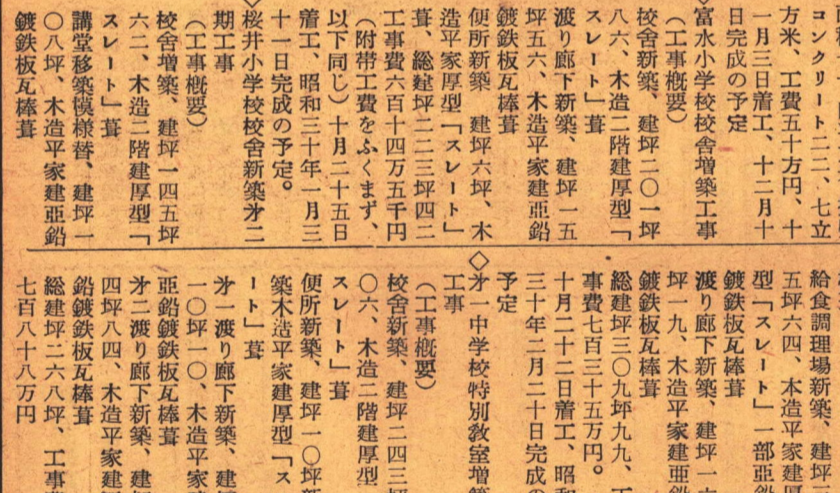 コンクリート二二、七立
方米、工費五十万円、十
一月三日着工、十二月十
日完成の予定
◇富水小学校校舎増築工事
（工事概要）
校舎新築、建坪二〇一坪
八六、木造二階建厚型「
スレート」葺
渡り廊下新築、建坪一五
坪五六、木造平家建亜鉛
鍍鉄板瓦棒葺
便所新築　建坪六坪、木
造平家厚型「スレート」
葺、総建坪二二三坪四二
工事費六百十四万五千円
（附帯工費をふくまず、
以下同じ）十月二十五日
着工、昭和三十年一月三
十一日完成の予定。
◇桜井小学校校舎新築才二
期工事
（工事概要）
校舎増築、建坪一四五坪
六二、木造二階建厚型「
スレート」葺
講堂移築模様替、建坪一
〇八坪、木造平家建亜鉛
鍍鉄板瓦棒葺
給食調理場新築、建坪
五坪六四、木造平家建厚
型「スレート」一部亜鉛
鍍鉄板瓦棒葺
渡り廊下新築、建坪一
坪一九、木造平家建亜鉛
鍍鉄板瓦棒葺
総建坪三〇九坪九九、工
事費七百三十五万円。
十月二十二日着工、昭和
三十年二月二十日完成の
予定
◇才一中学校特別教室増築
工事
（工事概要）
校舎新築、建坪二四三坪
〇六、木造二階建厚型
スレート」葺
便所新築、建坪一〇坪新
築木造平家建厚型「ス
ート」葺
才一渡り廊下新築、建
一〇坪一〇、木造平家建
亜鉛鍍鉄板瓦棒葺
才二渡り廊下新築、建
四坪八四、木造平家建
鉛鍍鉄板瓦棒葺
総建坪二六八坪、工事費
七百八十八万円